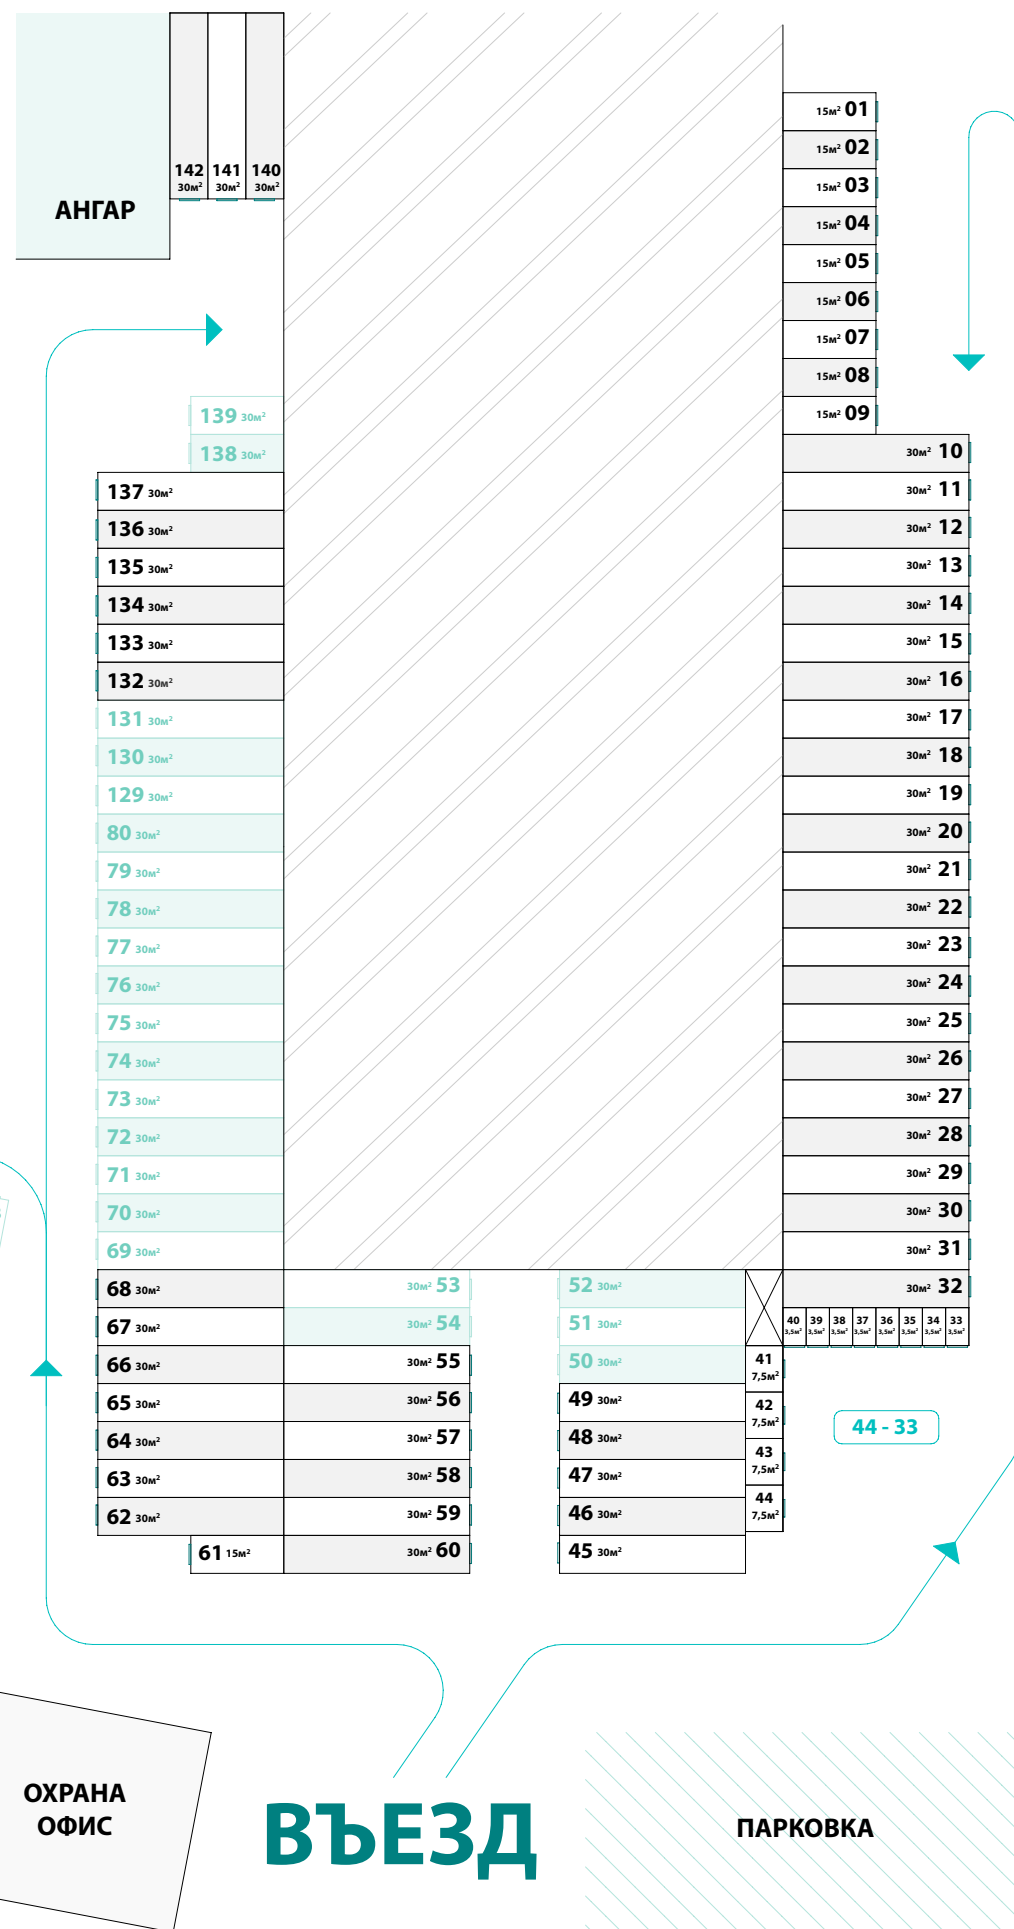 142 141 140
30м² 30м² 30м²
АНГАР
15м² 01
15м² 02
15м² 03
15м² 04
15м² 05
15м² 06
15м² 07
15м² 08
15м² 09
139 30м²
138 30м²
137 30м²
136 30м²
135 30м²
134 30м²
133 30м²
132 30м²
131 30м²
130 30м²
129 30м²
80 30м²
79 30м²
78 30м²
77 30м²
76 30м²
75 30м²
74 30м²
73 30м²
72 30м²
71 30м²
70 30м²
69 30м²
68 30м²
67 30м²
66 30м²
65 30м²
64 30м²
63 30м²
62 30м²
61 15м²
30м² 10
30м² 11
30м² 12
30м² 13
30м² 14
30м² 15
30м² 16
30м² 17
30м² 18
30м² 19
30м² 20
30м² 21
30м² 22
30м² 23
30м² 24
30м² 25
30м² 26
30м² 27
30м² 28
30м² 29
30м² 30
30м² 31
30м² 32
30м² 53
30м² 54
30м² 55
30м² 56
30м² 57
30м² 58
30м² 59
30м² 60
52 30м²
51 30м²
50 30м²
49 30м²
48 30м²
47 30м²
46 30м²
45 30м²
40 39 38 37 36 35 34 33
3,5м² 3,5м² 3,5м² 3,5м² 3,5м² 3,5м² 3,5м² 3,5м²
41
7,5м²
42
7,5м²
43
7,5м²
44
7,5м²
44 - 33
ОХРАНА
ОФИС
ВЪЕЗД
ПАРКОВКА